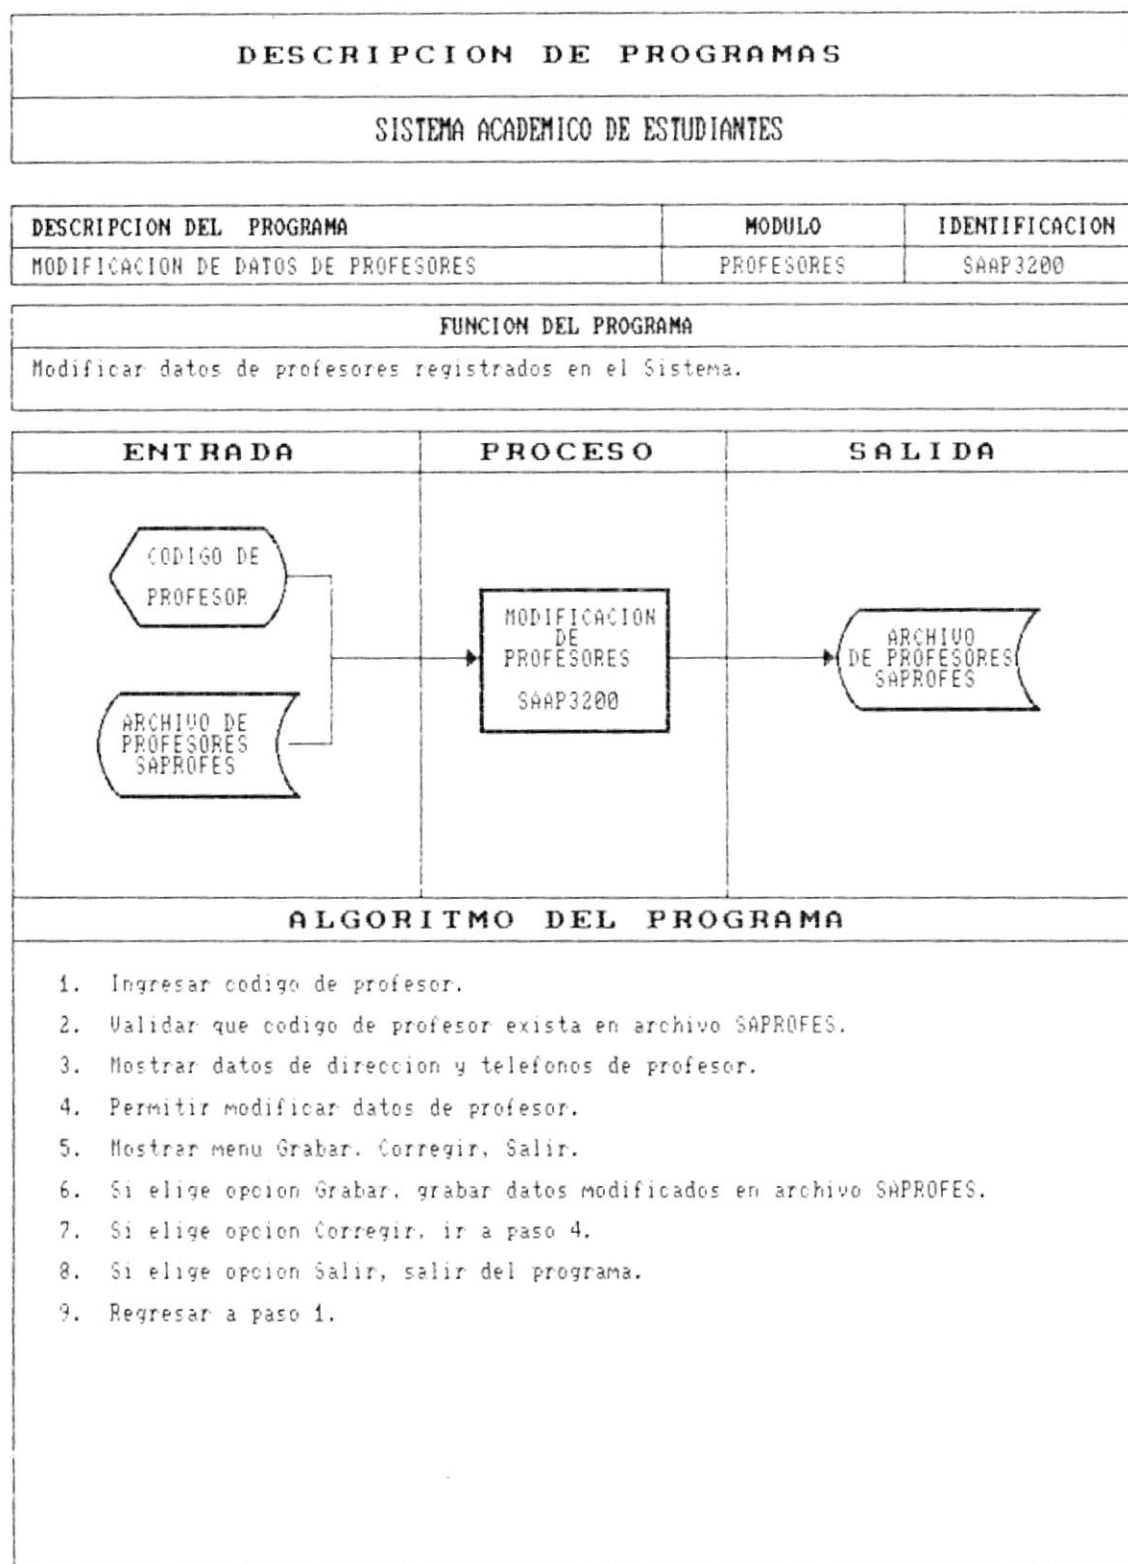 DESCRIPCION DE PROGRAMAS
SISTEMA ACADEMICO DE ESTUDIANTES
DESCRIPCION DEL PROGRAMA MODULO IDENTIFICACION
MODIFICACION DE DATOS DE PROFESORES PROFESORES SAAP3200
FUNCION DEL PROGRAMA
Modificar datos de profesores registrados en el Sistema.
ENTRADA PROCESO SALIDA
CODIGO DE
PROFESOR
ARCHIVO DE
PROFESORES
SAPROFES
MODIFICACION
DE
PROFESORES
SAAP3200
ARCHIVO
DE PROFESORES
SAPROFES
ALGORITMO DEL PROGRAMA
1. Ingresar codigo de profesor.
2. Validar que codigo de profesor exista en archivo SAPROFES.
3. Mostrar datos de direccion y telefonos de profesor.
4. Permitir modificar datos de profesor.
5. Mostrar menu Grabar. Corregir, Salir.
6. Si elige opcion Grabar, grabar datos modificados en archivo SAPROFES.
7. Si elige opcion Corregir, ir a paso 4.
8. Si elige opcion Salir, salir del programa.
9. Regresar a paso 1.